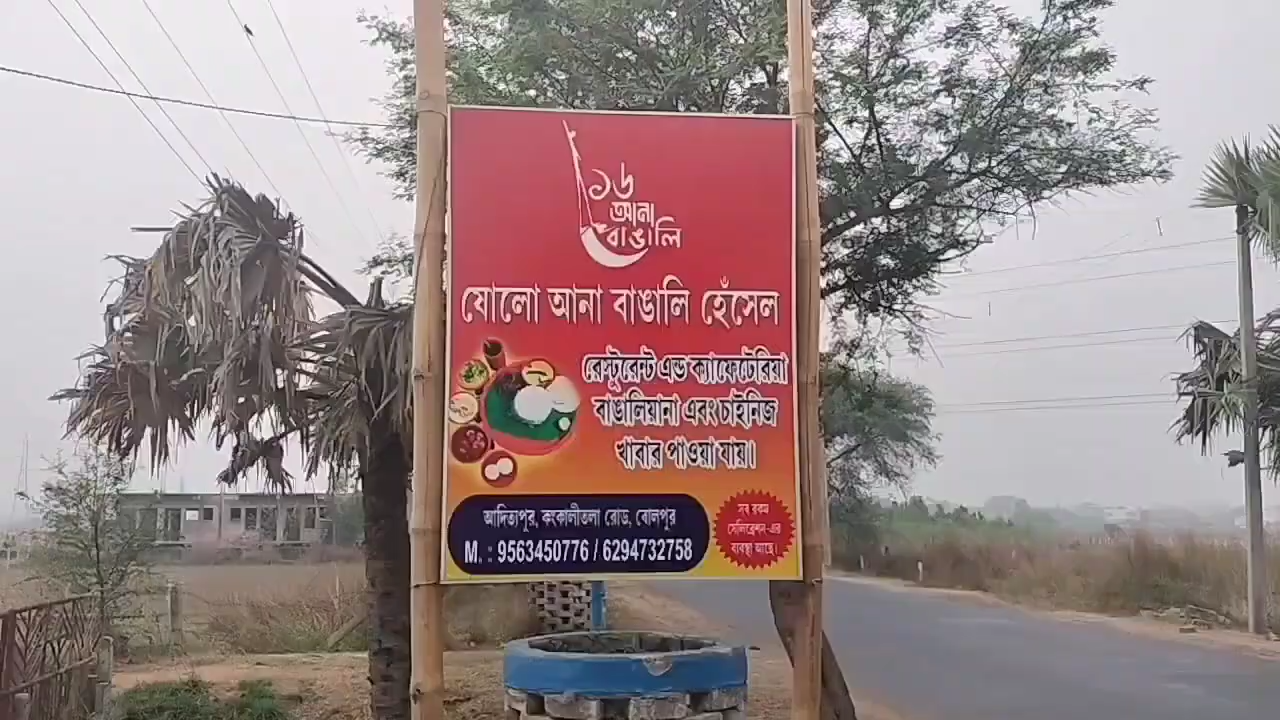 ১৬
আনা
বাঙালি
ষোলো আনা বাঙালি হেঁসেল
রেস্টুরেন্ট এন্ড ক্যাফেটেরিয়া
বাঙালিয়ানা এবং চাইনিজ
খাবার পাওয়া যায়।
আদিত্যপুর, কংকালীতলা রোড, বোলপুর
M. : 9563450776 / 6294732758
সব রকম
সেলিব্রেশন-এর
ব্যবস্থা আছে।